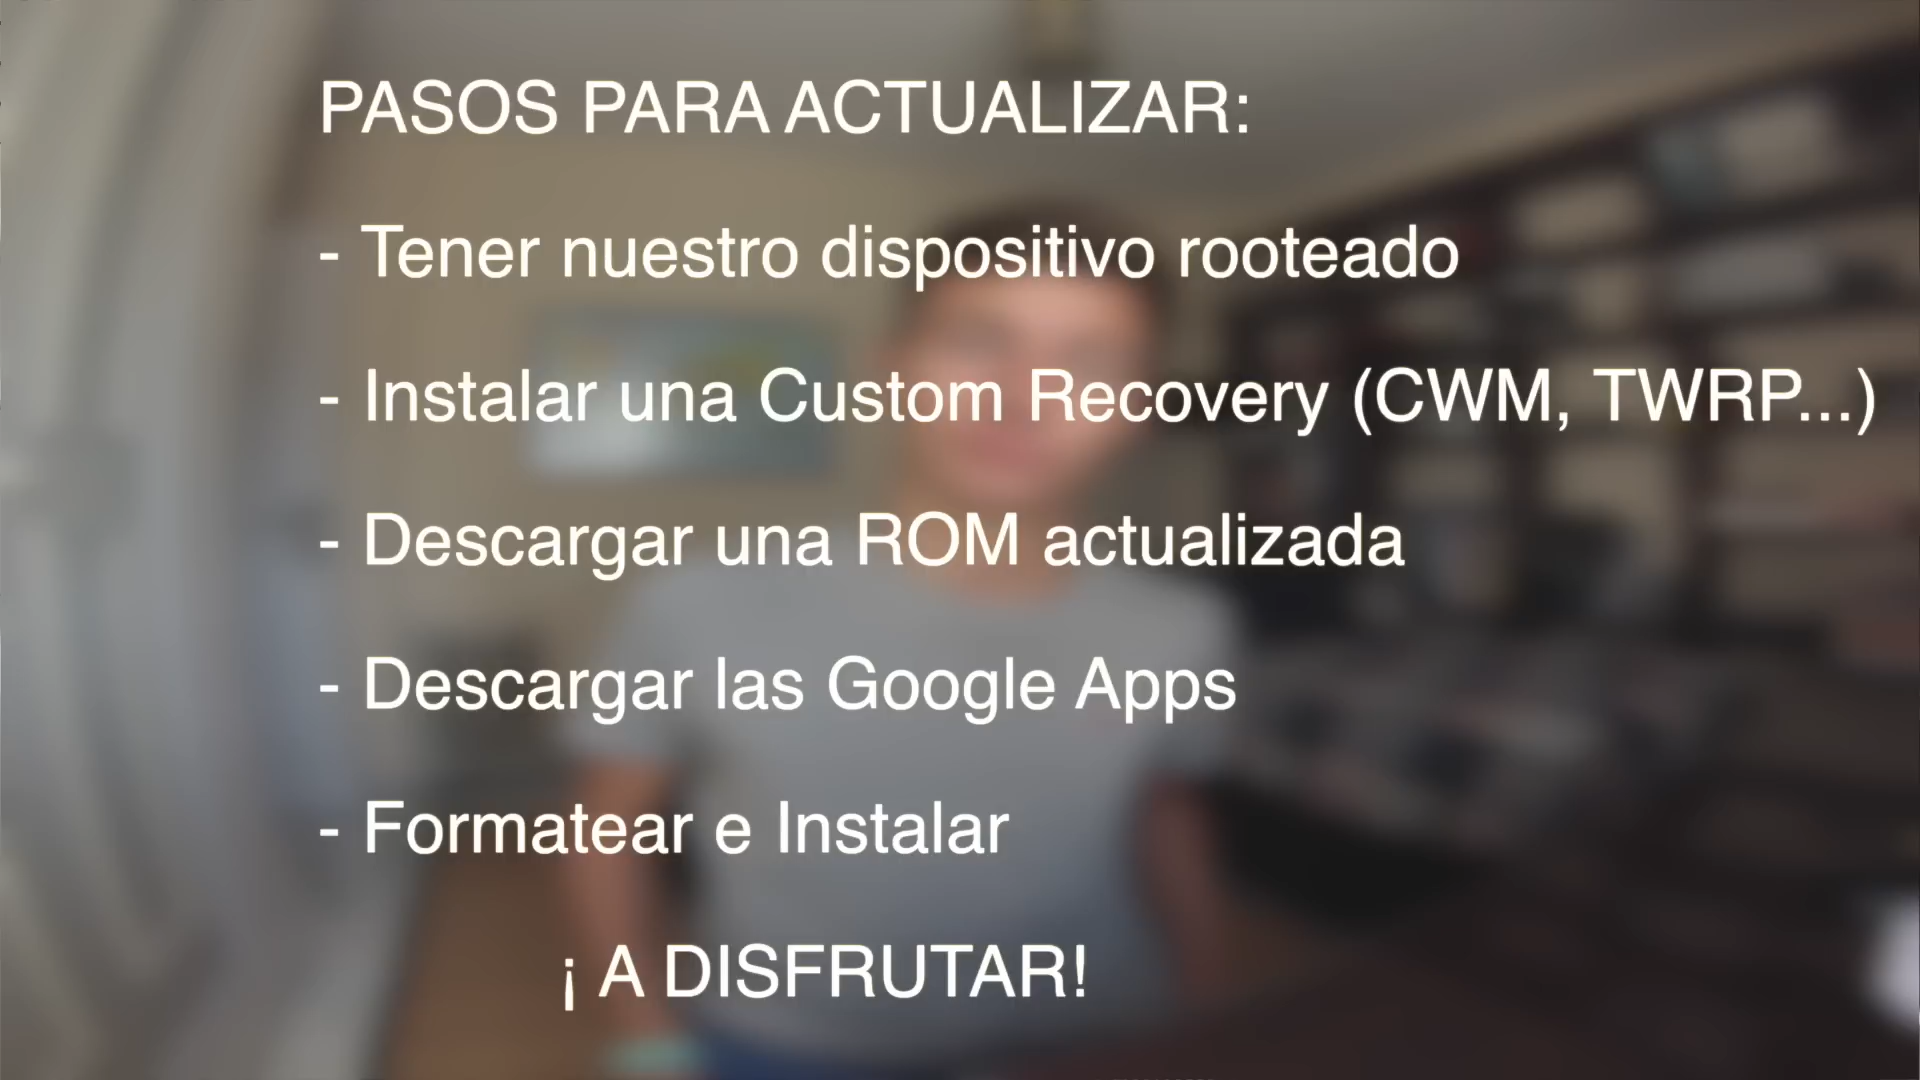 PASOS PARA ACTUALIZAR:
- Tener nuestro dispositivo rooteado
- Instalar una Custom Recovery (CWM, TWRP...)
- Descargar una ROM actualizada
- Descargar las Google Apps
- Formatear e Instalar
¡ A DISFRUTAR!